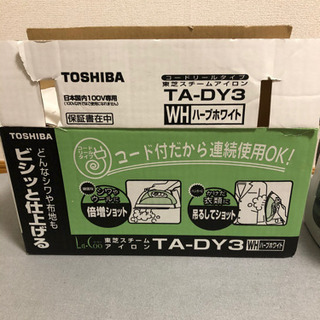 TOSHIBA
日本国内100V専用
保証書在中
コードリールタイプ
東芝スチームアイロン
TA-DY3
WH ハーブホワイト
TOSHIBA
どんなシワや布地も
ビシッと仕上げる
コード付だから連続使用OK!
倍増ショット
衣類に
吊るしてショット
東芝スチーム
アイロン
TA-DY3
WH ハーブホワイト